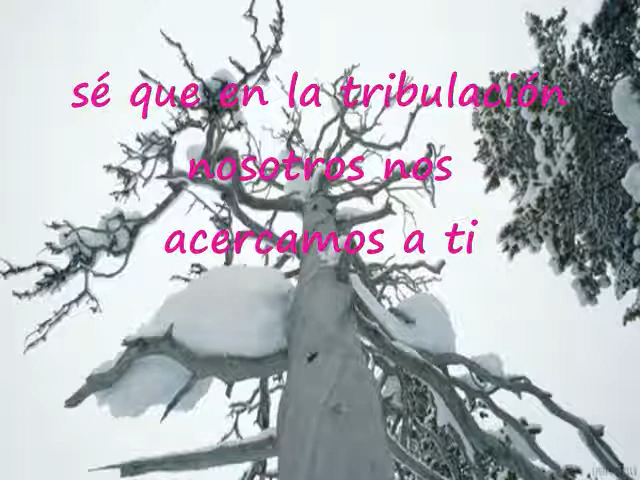 sé que en la tribulación
nosotros nos
acercamos a ti